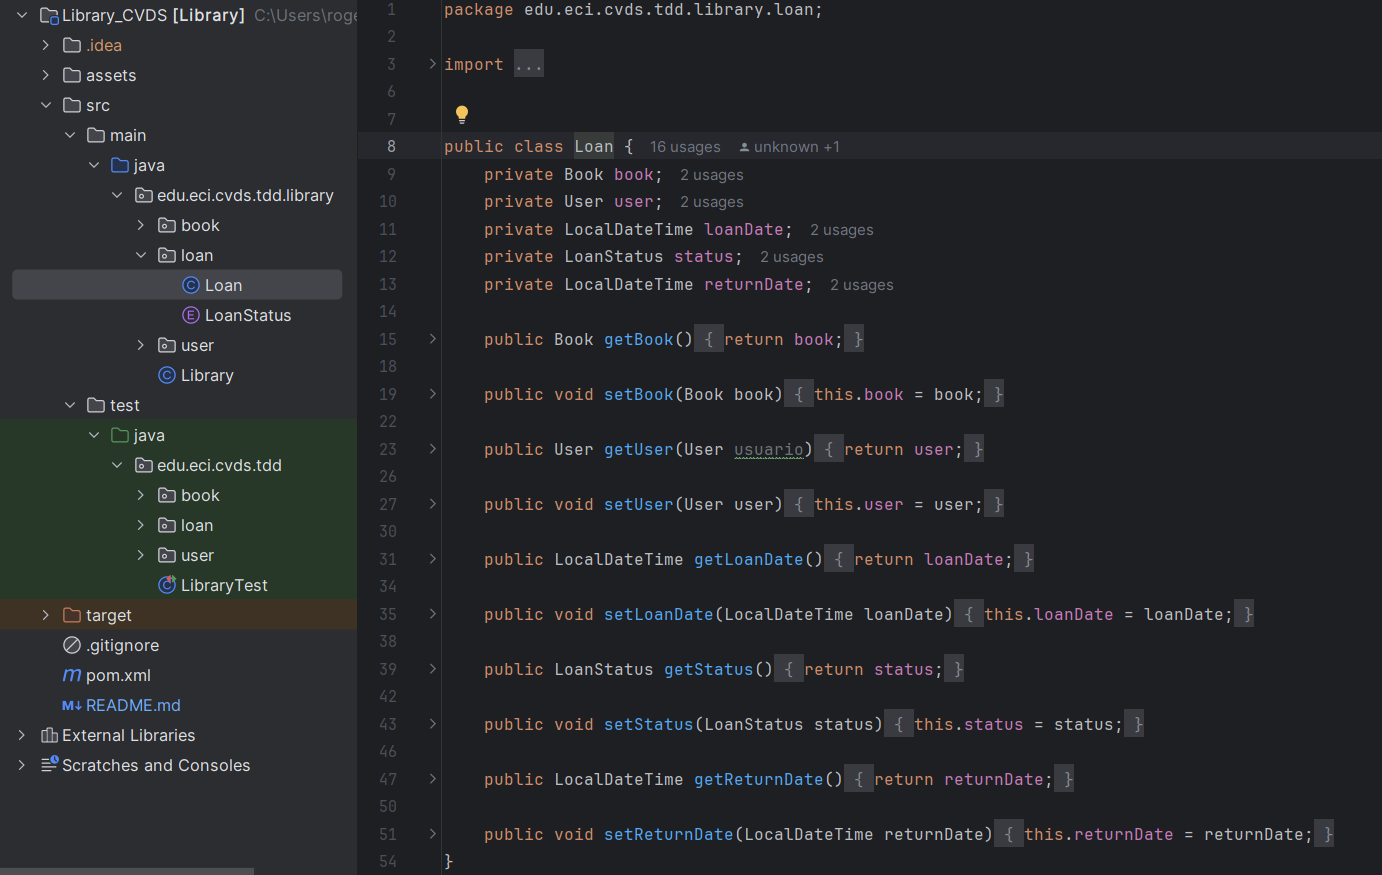 Library_CVDS [Library] C:\Users\roge
.idea
assets
src
main
java
edu.eci.cvds.tdd.library
book
loan
Loan
LoanStatus
user
Library
test
java
edu.eci.cvds.tdd
book
loan
user
LibraryTest
target
.gitignore
pom.xml
README.md
External Libraries
Scratches and Consoles
1 package edu.eci.cvds.tdd.library.loan;
2
3 import ...
6
7
8 public class Loan { 16 usages unknown +1
9 private Book book; 2 usages
10 private User user; 2 usages
11 private LocalDateTime loanDate; 2 usages
12 private LoanStatus status; 2 usages
13 private LocalDateTime returnDate; 2 usages
14
15 public Book getBook() { return book; }
18
19 public void setBook(Book book) { this.book = book; }
22
23 public User getUser(User usuario) { return user; }
26
27 public void setUser(User user) { this.user = user; }
30
31 public LocalDateTime getLoanDate() { return loanDate; }
34
35 public void setLoanDate(LocalDateTime loanDate) { this.loanDate = loanDate; }
38
39 public LoanStatus getStatus() { return status; }
42
43 public void setStatus(LoanStatus status) { this.status = status; }
46
47 public LocalDateTime getReturnDate() { return returnDate; }
50
51 public void setReturnDate(LocalDateTime returnDate) { this.returnDate = returnDate; }
54 }